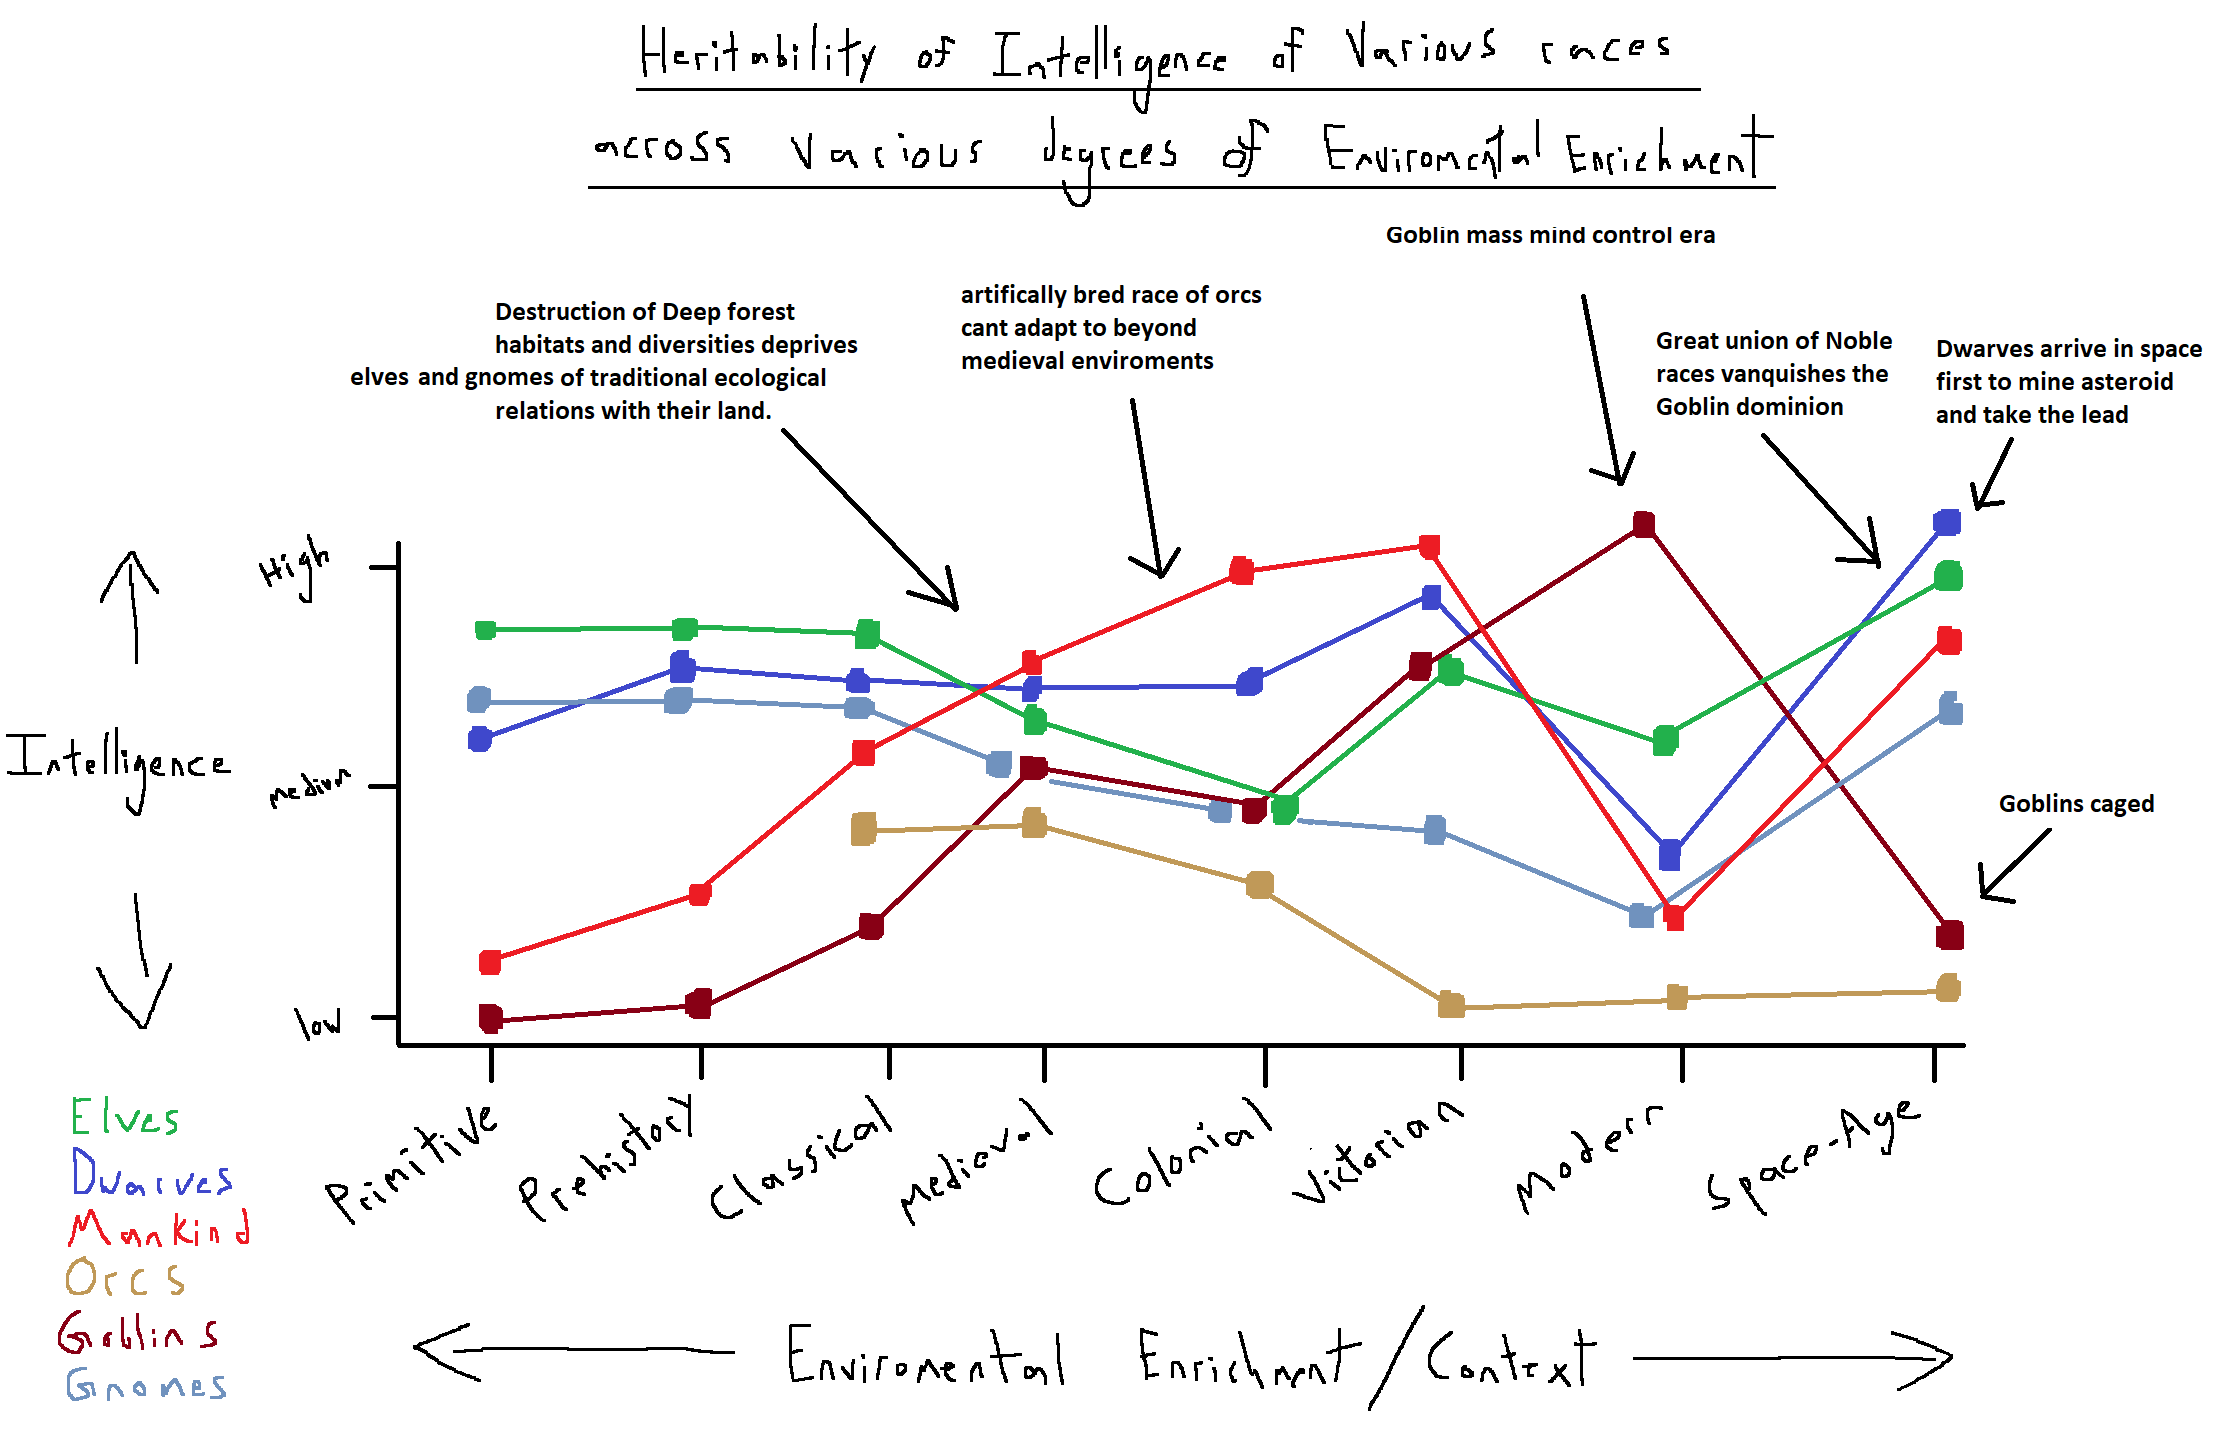 Heritability of Intelligence of Various races
across Various degrees of Enviromental Enrichment
Goblin mass mind control era
artifically bred race of orcs
cant adapt to beyond
medieval enviroments
Destruction of Deep forest
habitats and diversities deprives
elves and gnomes of traditional ecological
relations with their land.
Great union of Noble
races vanquishes the
Goblin dominion
Dwarves arrive in space
first to mine asteroid
and take the lead
High
Intelligence
medium
Goblins caged
low
Elves
Dwarves
Mankind
Orcs
Goblins
Gnomes
Primitive
Prehistory
Classical
Medieval
Colonial
Victorian
Modern
Space-Age
Enviromental Enrichment/Context